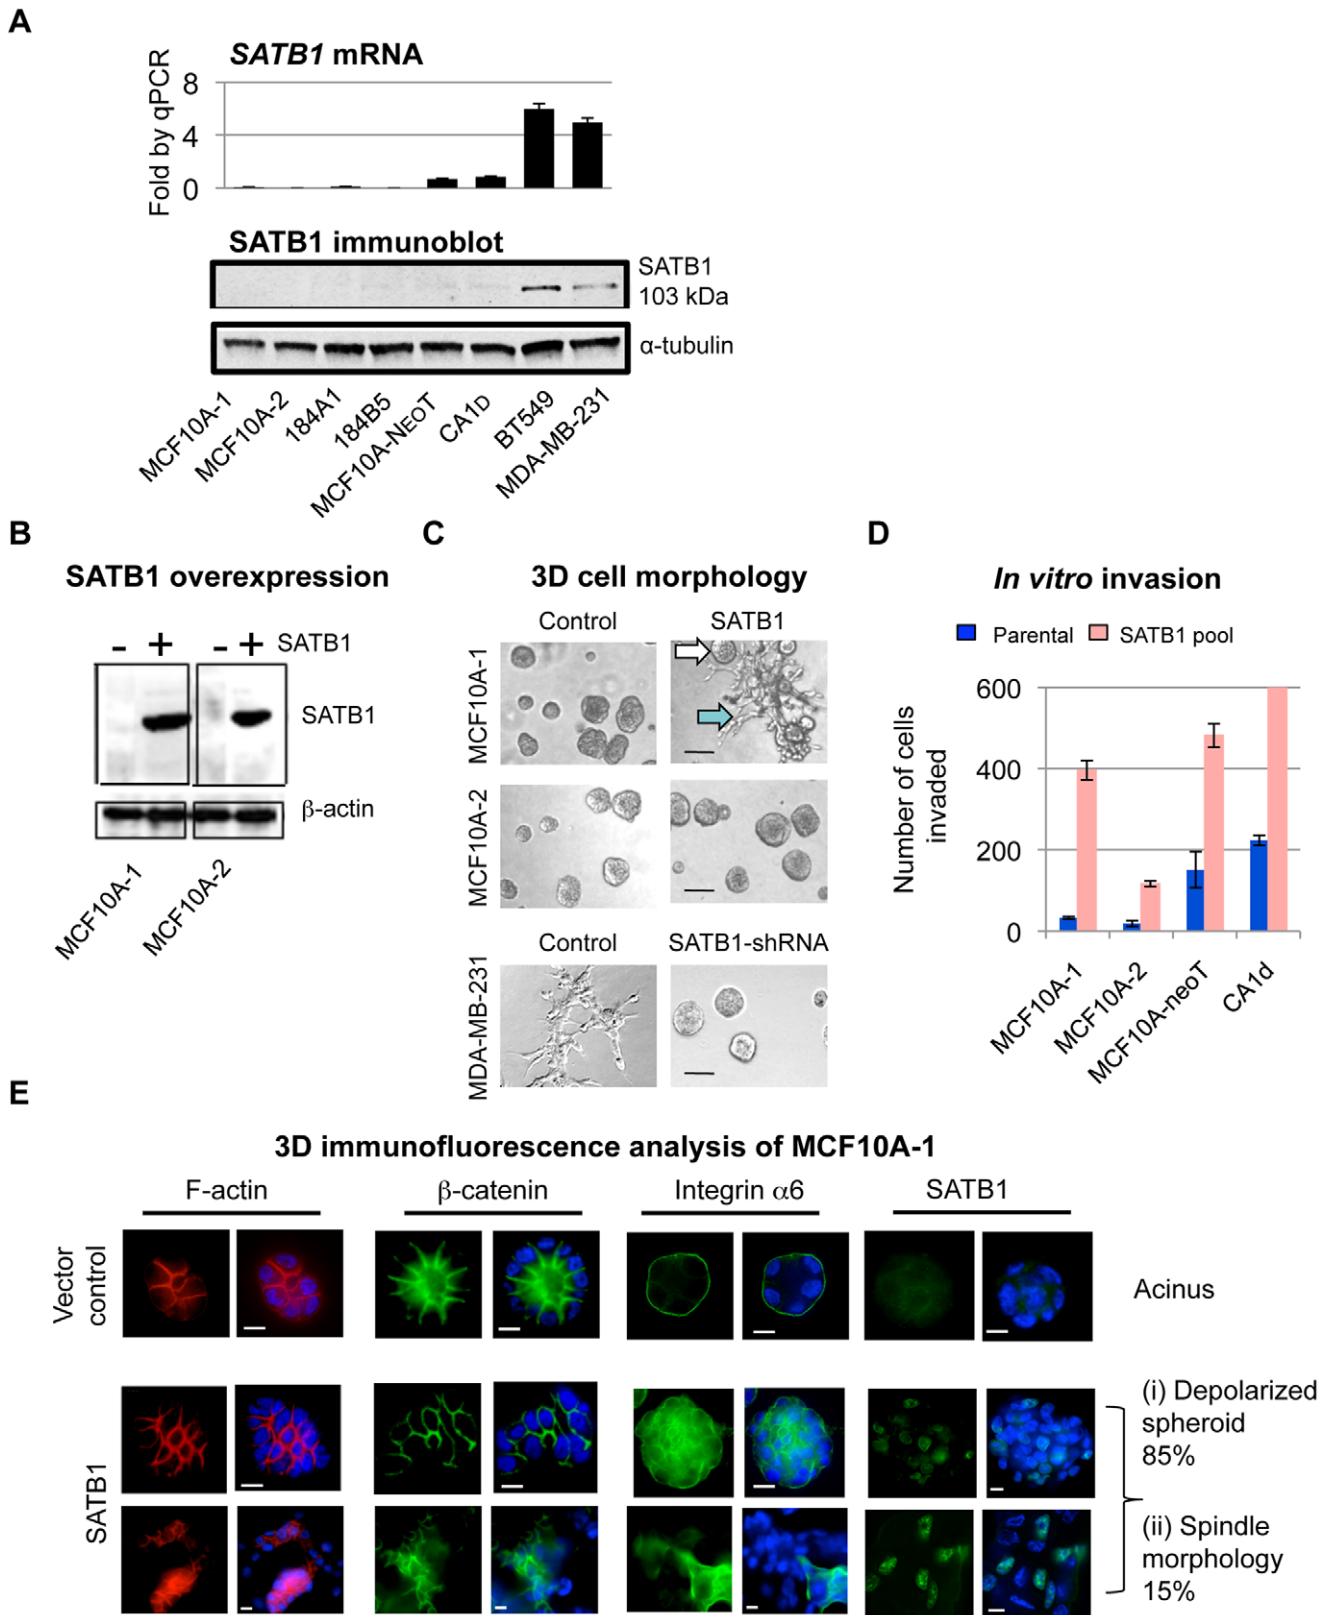 A
SATB1 mRNA
Fold by qPCR
8
4
0
SATB1 immunoblot
SATB1
103 kDa
α-tubulin
MCF10A-1
MCF10A-2
184A1
184B5
MCF10A-NEOT
CA1D
BT549
MDA-MB-231
B
SATB1 overexpression
- + - + SATB1
SATB1
β-actin
MCF10A-1
MCF10A-2
C
3D cell morphology
Control SATB1
MCF10A-1
MCF10A-2
Control SATB1-shRNA
MDA-MB-231
D
In vitro invasion
Parental SATB1 pool
Number of cells
invaded
600
400
200
0
MCF10A-1
MCF10A-2
MCF10A-neoT
CA1d
E
3D immunofluorescence analysis of MCF10A-1
F-actin β-catenin Integrin α6 SATB1
Vector
control
Acinus
SATB1
(i) Depolarized
spheroid
85%
(ii) Spindle
morphology
15%